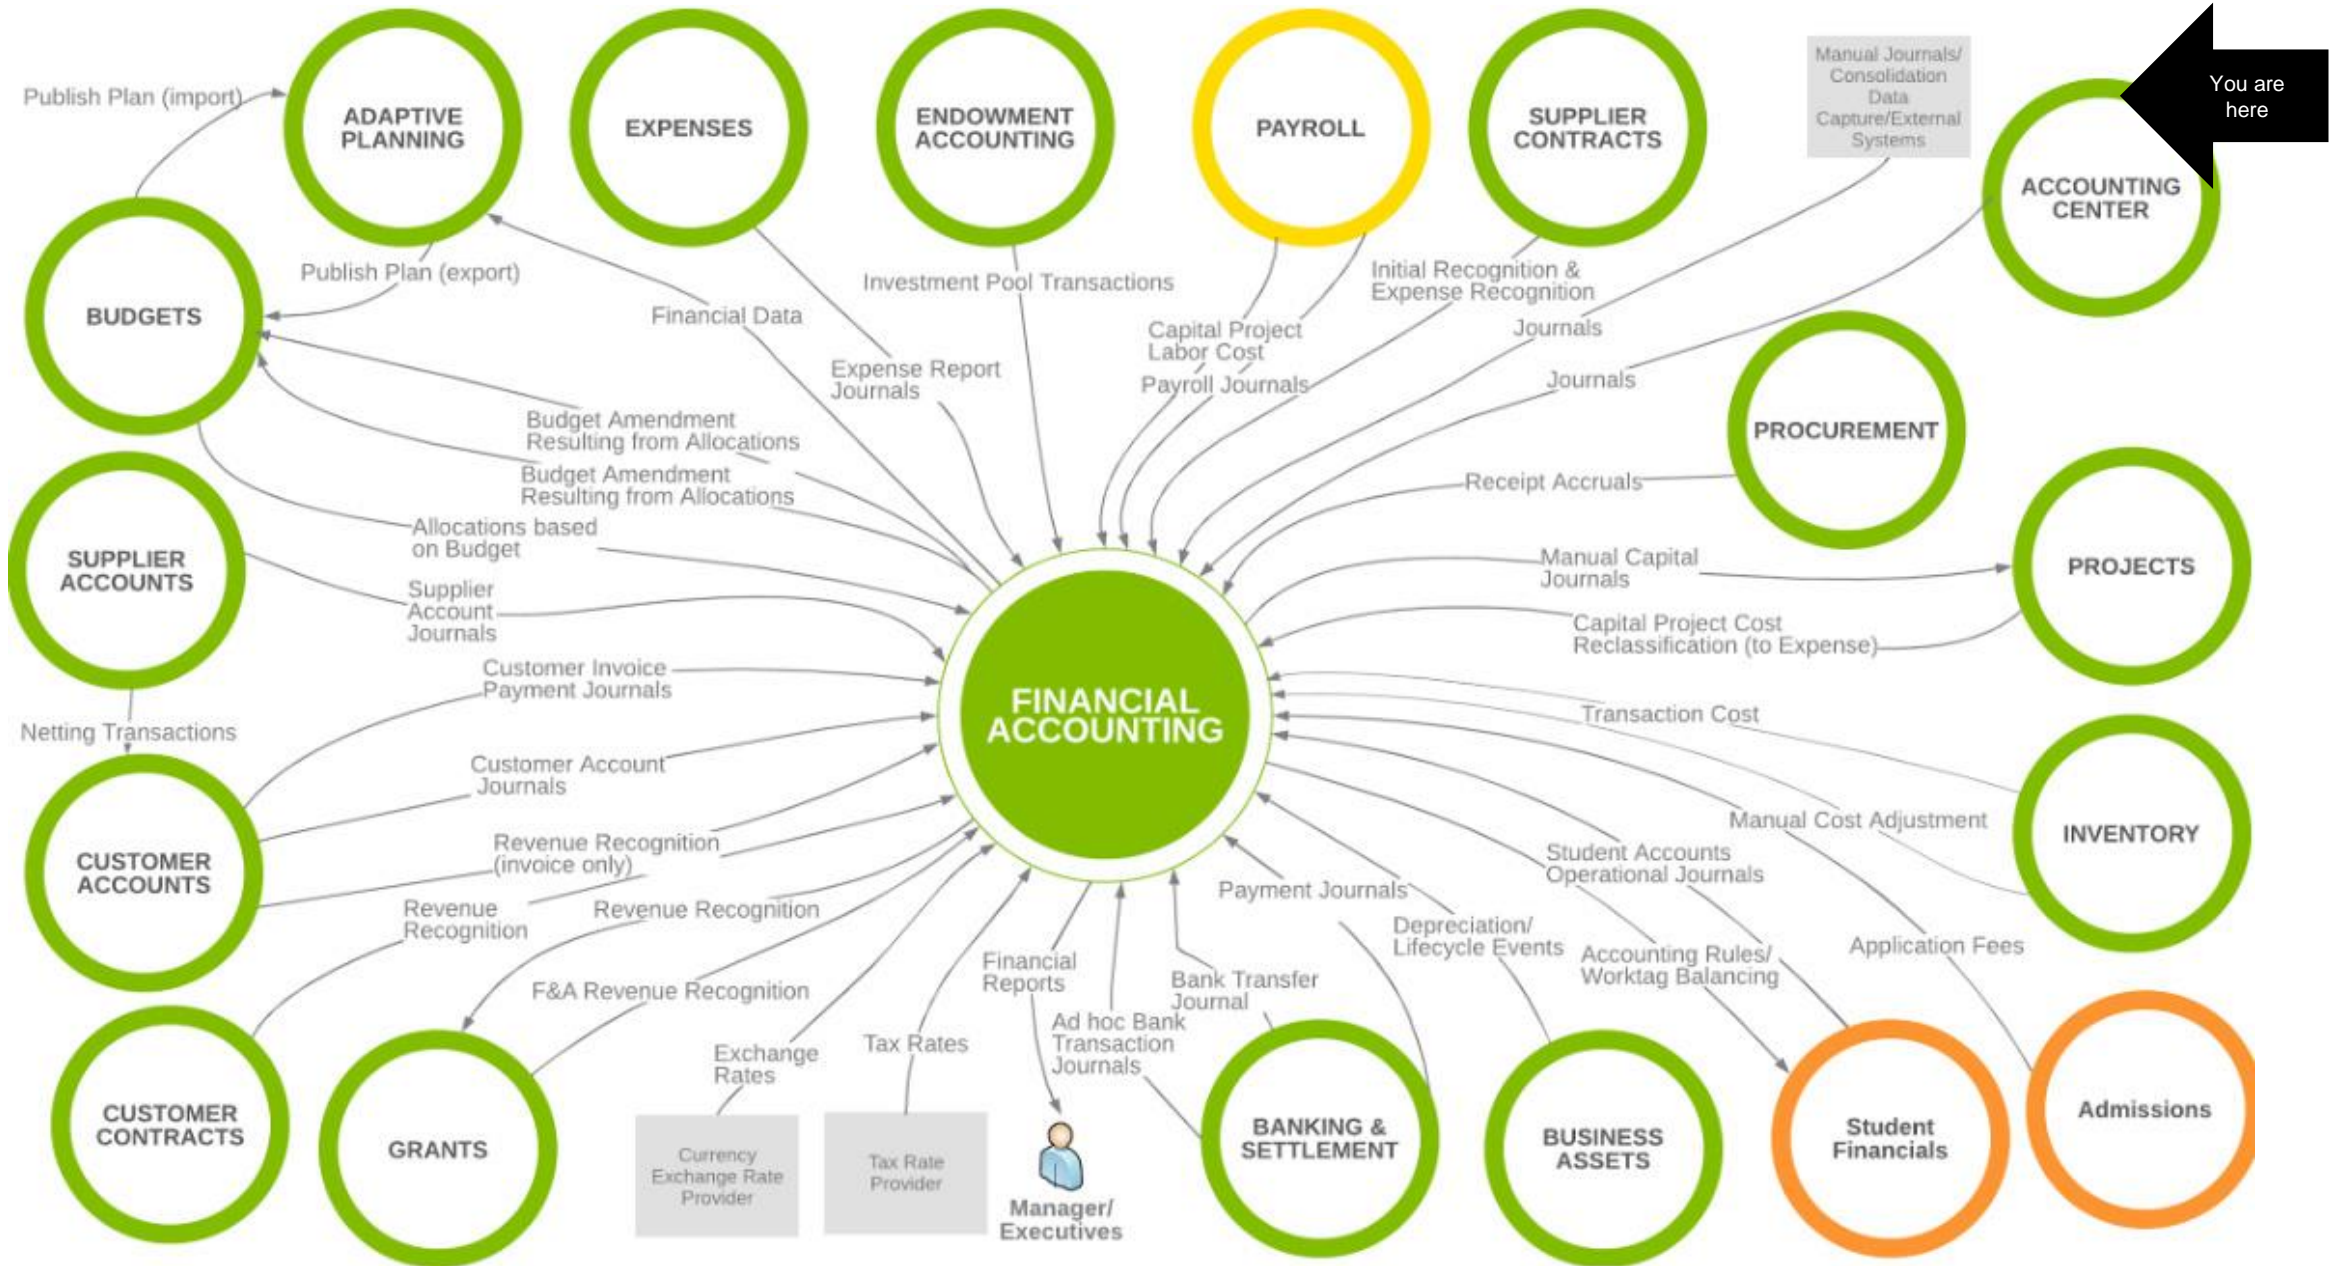 Manual Journals/
Consolidation
Data
Capture/External
Systems
You are
here
Publish Plan (import)
ADAPTIVE
PLANNING
EXPENSES
ENDOWMENT
ACCOUNTING
PAYROLL
SUPPLIER
CONTRACTS
ACCOUNTING
CENTER
BUDGETS
Publish Plan (export)
Financial Data
Investment Pool Transactions
Initial Recognition &
Expense Recognition
Capital Project
Labor Cost
Payroll Journals
Journals
Journals
Expense Report
Journals
Budget Amendment
Resulting from Allocations
Budget Amendment
Resulting from Allocations
PROCUREMENT
Receipt Accruals
Allocations based
on Budget
SUPPLIER
ACCOUNTS
Supplier
Account
Journals
Manual Capital
Journals
PROJECTS
Capital Project Cost
Reclassification (to Expense)
Customer Invoice
Payment Journals
FINANCIAL
ACCOUNTING
Transaction Cost
Netting Transactions
Customer Account
Journals
Manual Cost Adjustment
INVENTORY
CUSTOMER
ACCOUNTS
Revenue Recognition
(invoice only)
Student Accounts
Operational Journals
Payment Journals
Revenue
Recognition
Revenue Recognition
Depreciation/
Lifecycle Events
Accounting Rules/
Worktag Balancing
Application Fees
F&A Revenue Recognition
Financial
Reports
Bank Transfer
Journal
Ad hoc Bank
Transaction
Journals
Exchange
Rates
Tax Rates
CUSTOMER
CONTRACTS
GRANTS
Currency
Exchange Rate
Provider
Tax Rate
Provider
Manager/
Executives
BANKING &
SETTLEMENT
BUSINESS
ASSETS
Student
Financials
Admissions